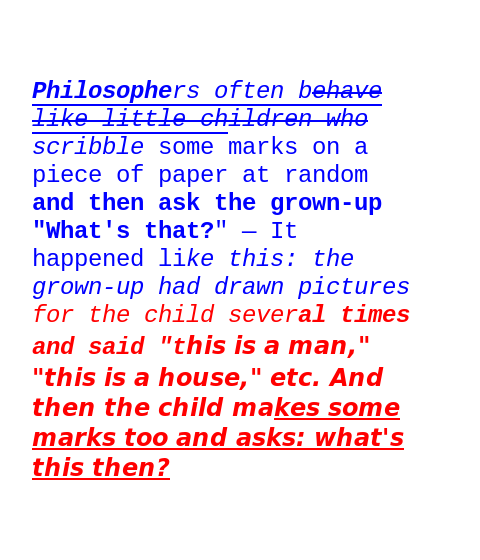 Philosophers often behave
like little children who
scribble some marks on a
piece of paper at random
and then ask the grown-up
"What's that?" — It
happened like this: the
grown-up had drawn pictures
for the child several times
and said "this is a man,"
"this is a house," etc. And
then the child makes some
marks too and asks: what's
this then?